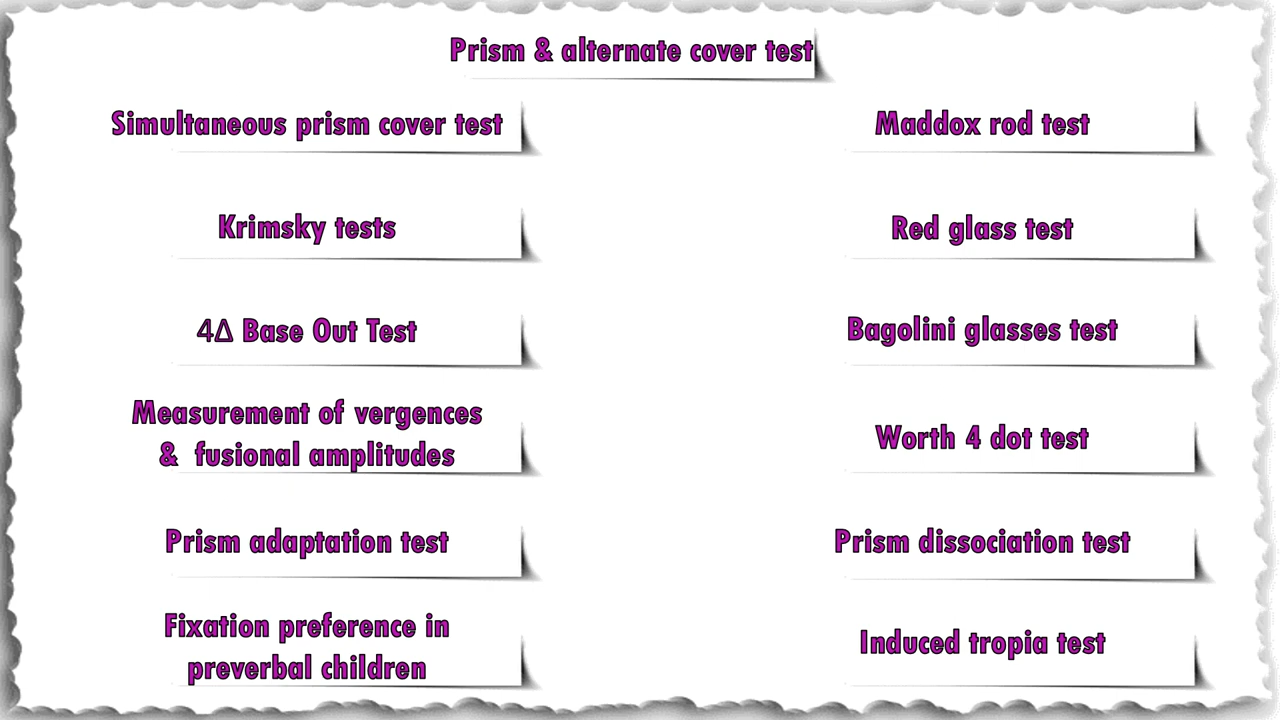 Prism & alternate cover test
Simultaneous prism cover test
Maddox rod test
Krimsky tests
Red glass test
4Δ Base Out Test
Bagolini glasses test
Measurement of vergences
& fusional amplitudes
Worth 4 dot test
Prism adaptation test
Prism dissociation test
Fixation preference in
preverbal children
Induced tropia test